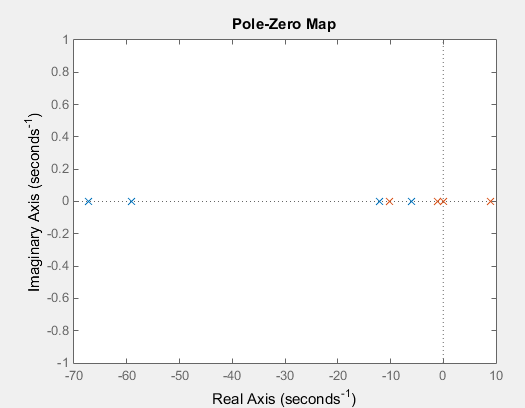 Pole-Zero Map
1
0.8
0.6
0.4
0.2
0
-0.2
-0.4
-0.6
-0.8
-1
Imaginary Axis (seconds⁻¹)
-70 -60 -50 -40 -30 -20 -10 0 10
Real Axis (seconds⁻¹)